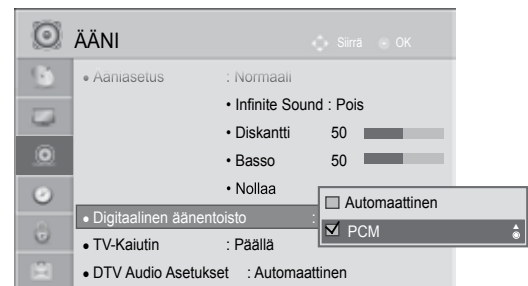 ÄÄNI
Siirrä OK
• Ääniasetus : Normaali
• Infinite Sound : Pois
• Diskantti 50
• Basso 50
• Nollaa
• Digitaalinen äänentoisto :
Automaattinen
PCM
• TV-Kaiutin : Päällä
• DTV Audio Asetukset : Automaattinen